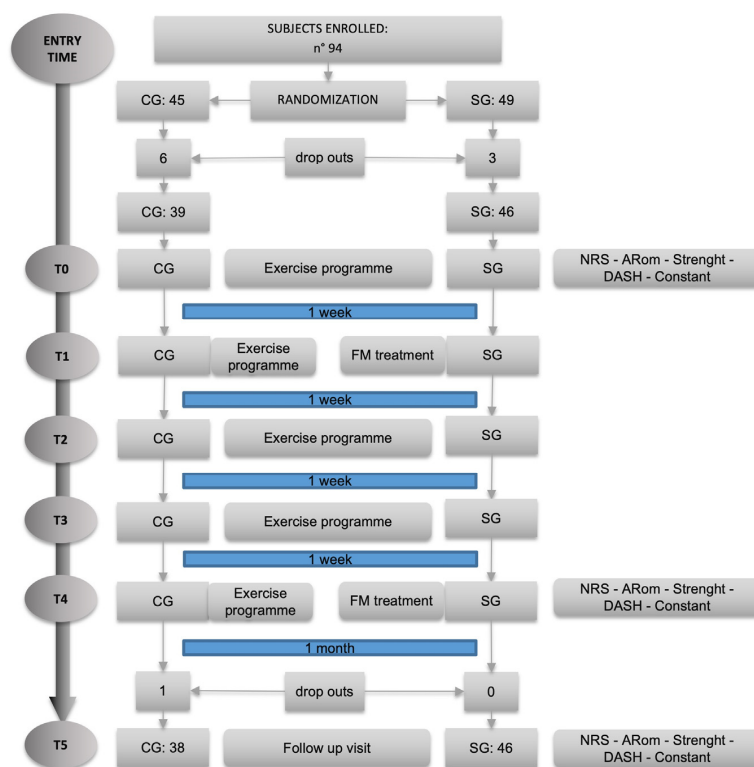 ENTRY
TIME
SUBJECTS ENROLLED:
n° 94
CG: 45
RANDOMIZATION
SG: 49
6
drop outs
3
CG: 39
SG: 46
T0
CG
Exercise programme
SG
NRS - ARom - Strenght -
DASH - Constant
1 week
T1
CG
Exercise
programme
FM treatment
SG
1 week
T2
CG
Exercise programme
SG
1 week
T3
CG
Exercise programme
SG
1 week
T4
CG
Exercise
programme
FM treatment
SG
NRS - ARom - Strenght -
DASH - Constant
1 month
1
drop outs
0
T5
CG: 38
Follow up visit
SG: 46
NRS - ARom - Strenght -
DASH - Constant